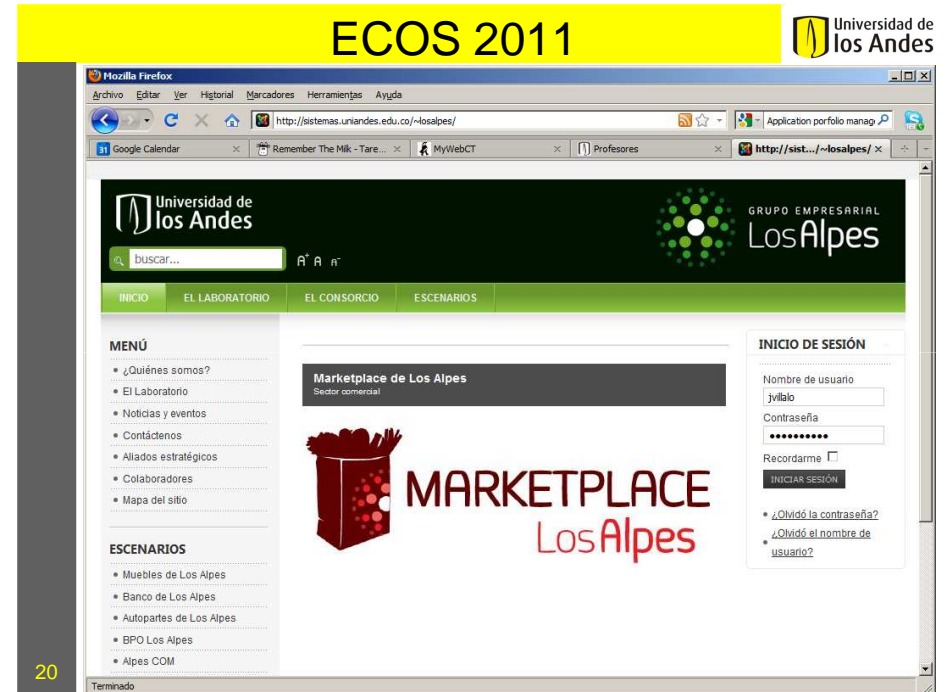 ECOS 2011
Universidad de
los Andes
Mozilla Firefox
Archivo Editar Ver Historial Marcadores Herramientas Ayuda
http://sistemas.uniandes.edu.co/~losalpes/
Application porfolio manag
31 Google Calendar
Remember The Milk - Tare...
MyWebCT
Profesores
http://sist.../~losalpes/
Universidad de
los Andes
GRUPO EMPRESARIAL
Los Alpes
buscar...
A+ A A-
INICIO EL LABORATORIO EL CONSORCIO ESCENARIOS
MENÚ
¿Quiénes somos?
El Laboratorio
Noticias y eventos
Contáctenos
Aliados estratégicos
Colaboradores
Mapa del sitio
ESCENARIOS
Muebles de Los Alpes
Banco de Los Alpes
Autopartes de Los Alpes
BPO Los Alpes
Alpes COM
Marketplace de Los Alpes
Sector comercial
MARKETPLACE
Los Alpes
INICIO DE SESIÓN
Nombre de usuario
jvillalo
Contraseña
••••••••••
Recordarme
INICIAR SESIÓN
¿Olvidó la contraseña?
¿Olvidó el nombre de
usuario?
20
Terminado